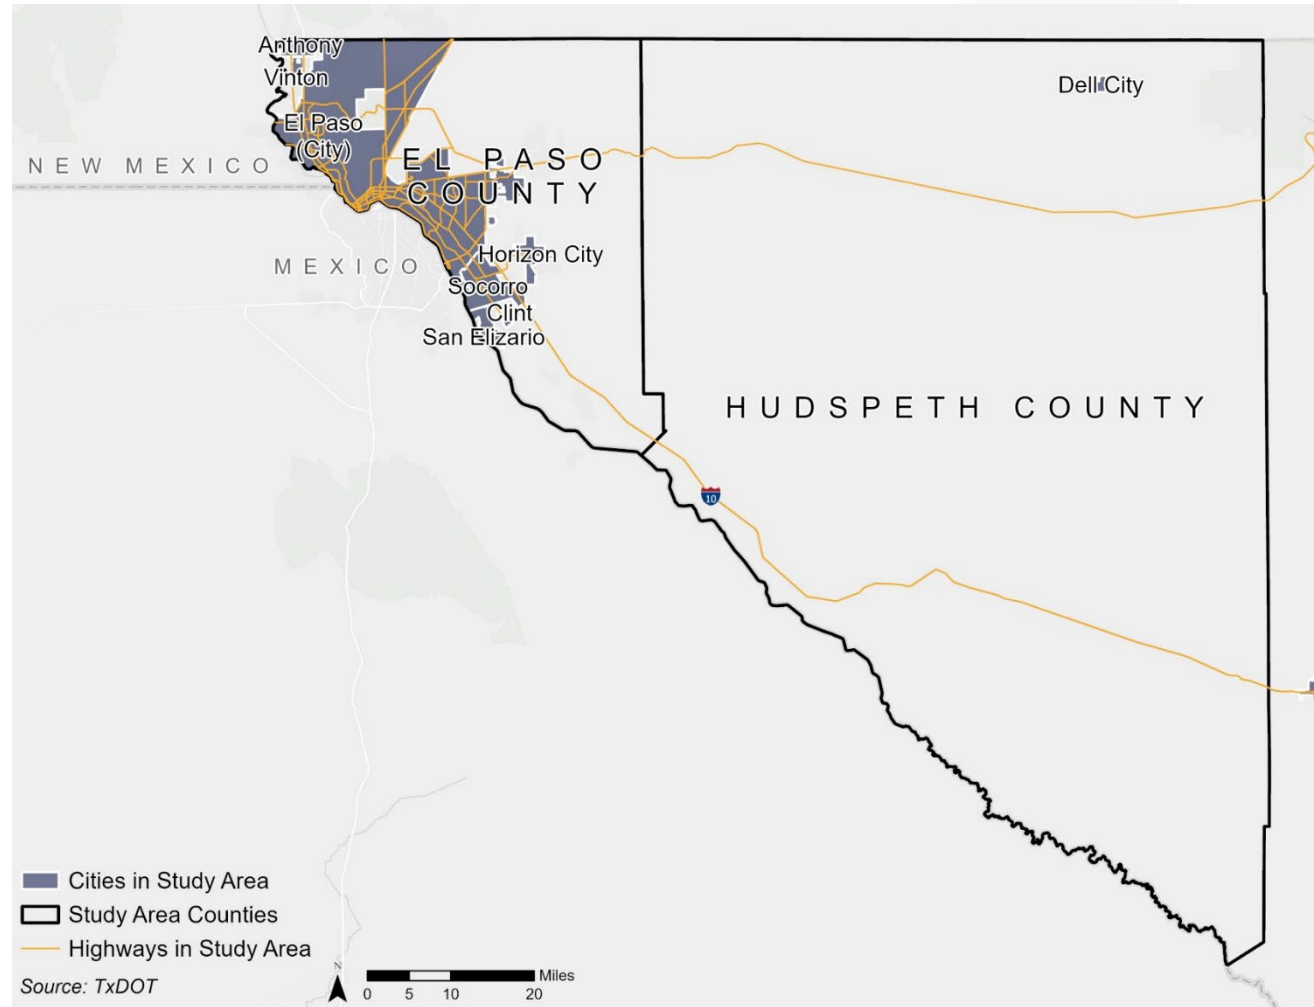 Anthony
Vinton
Dell City
El Paso
(City)
NEW MEXICO
EL PASO
COUNTY
MEXICO
Horizon City
Socorro
Clint
San Elizario
HUDSPETH COUNTY
10
Cities in Study Area
Study Area Counties
Highways in Study Area
Source: TxDOT
N
Miles
0 5 10 20